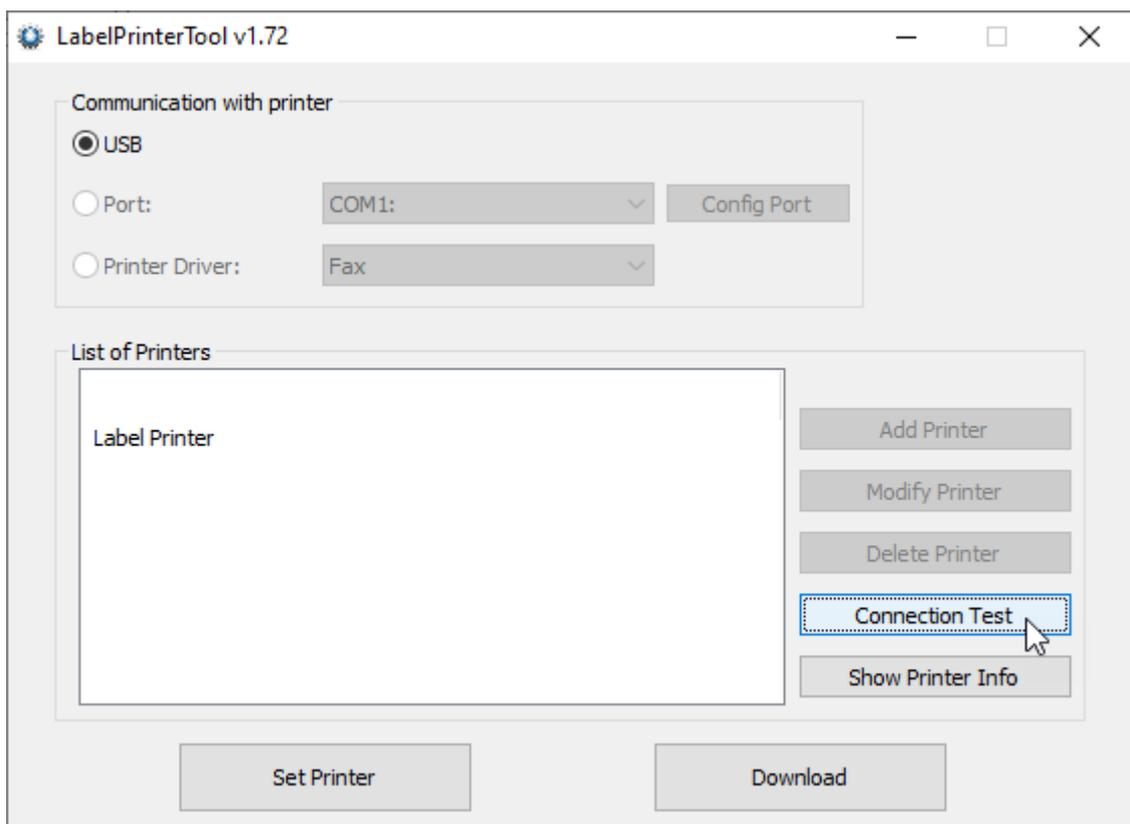 LabelPrinterTool v1.72
Communication with printer
USB
Port: COM1: Config Port
Printer Driver: Fax
List of Printers
Label Printer
Add Printer
Modify Printer
Delete Printer
Connection Test
Show Printer Info
Set Printer Download